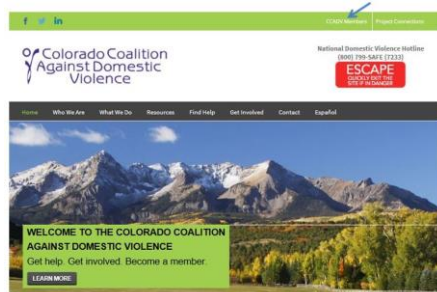 f in
CCADV Members Project Connections
Colorado Coalition
Against Domestic
Violence
National Domestic Violence Hotline
(800) 799-SAFE (7233)
ESCAPE
QUICKLY EXIT THE
SITE IF IN DANGER
Home Who We Are What We Do Resources Find Help Get Involved Contact Español
WELCOME TO THE COLORADO COALITION
AGAINST DOMESTIC VIOLENCE
Get help. Get involved. Become a member.
LEARN MORE